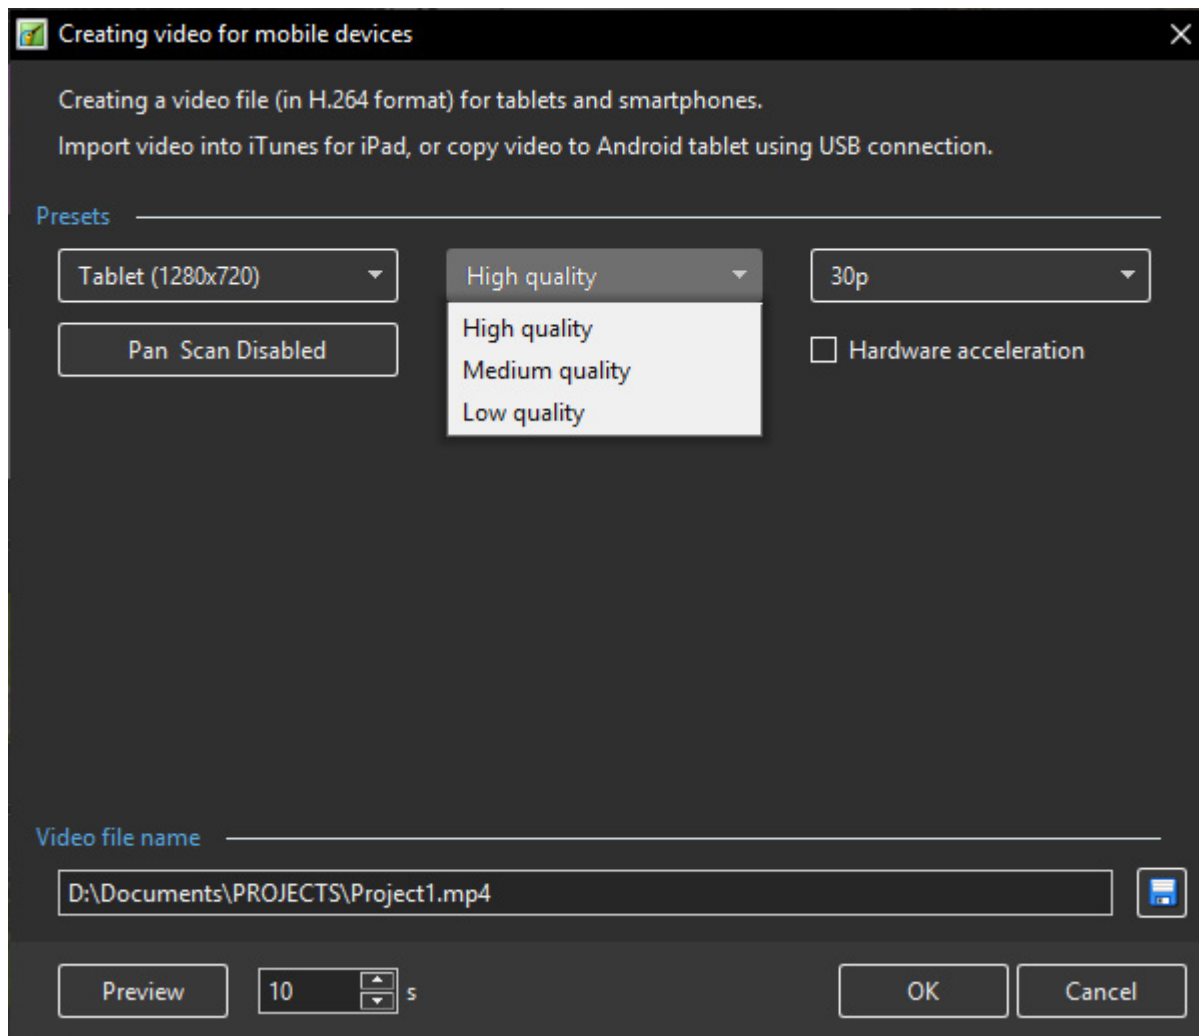 Creating video for mobile devices
Creating a video file (in H.264 format) for tablets and smartphones.
Import video into iTunes for iPad, or copy video to Android tablet using USB connection.
Presets
Tablet (1280x720)
High quality
30p
Pan Scan Disabled
High quality
Medium quality
Low quality
Hardware acceleration
Video file name
D:\Documents\PROJECTS\Project1.mp4
Preview
10
s
OK
Cancel